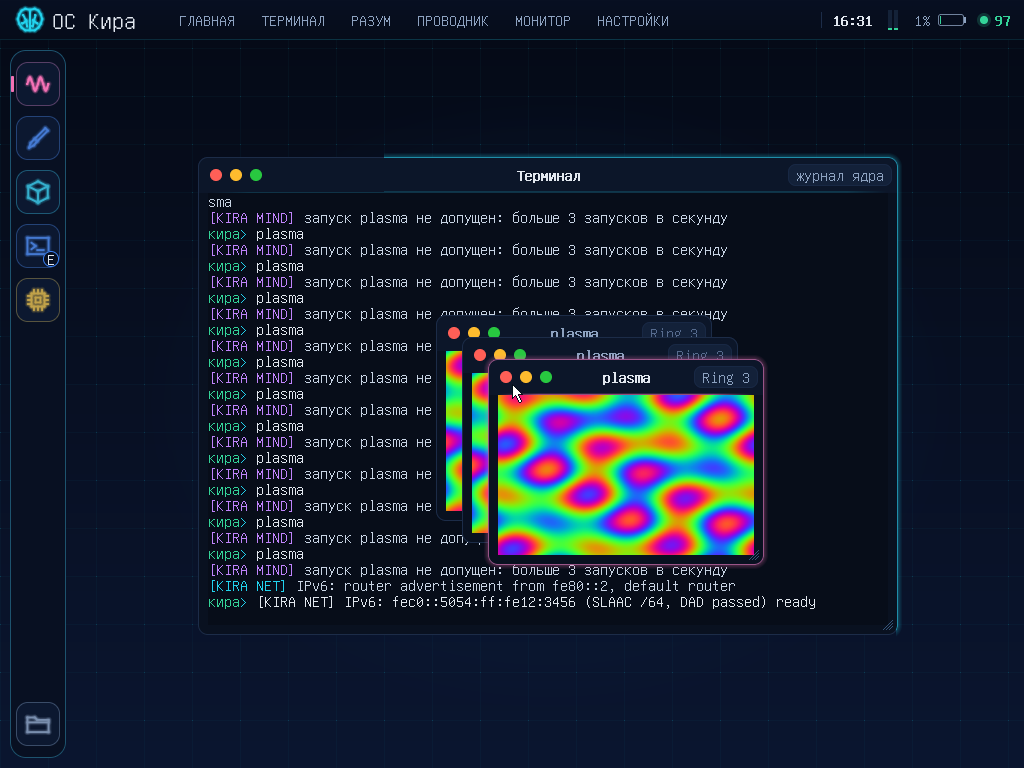 ОС Кира
ГЛАВНАЯ ТЕРМИНАЛ РАЗУМ ПРОВОДНИК МОНИТОР НАСТРОЙКИ
16:31 1% 97
E
Терминал
журнал ядра
sma
[KIRA MIND] запуск plasma не допущен: больше 3 запусков в секунду
кира> plasma
[KIRA MIND] запуск plasma не допущен: больше 3 запусков в секунду
кира> plasma
[KIRA MIND] запуск plasma не допущен: больше 3 запусков в секунду
кира> plasma
[KIRA MIND] запуск plasma не допущен: больше 3 запусков в секунду
кира> plasma
[KIRA MIND] запуск plasma не
кира> plasma
[KIRA MIND] запуск plasma не
кира> plasma
[KIRA MIND] запуск plasma не
кира> plasma
[KIRA MIND] запуск plasma не
кира> plasma
[KIRA MIND] запуск plasma не
кира> plasma
[KIRA MIND] запуск plasma не
кира> plasma
[KIRA MIND] запуск plasma не доп
кира> plasma
[KIRA MIND] запуск plasma не допущен: больше 3 запусков в секунду
[KIRA NET] IPv6: router advertisement from fe80::2, default router
кира> [KIRA NET] IPv6: fec0::5054:ff:fe12:3456 (SLAAC /64, DAD passed) ready
plasma Ring 3
plasma Ring 3
plasma Ring 3